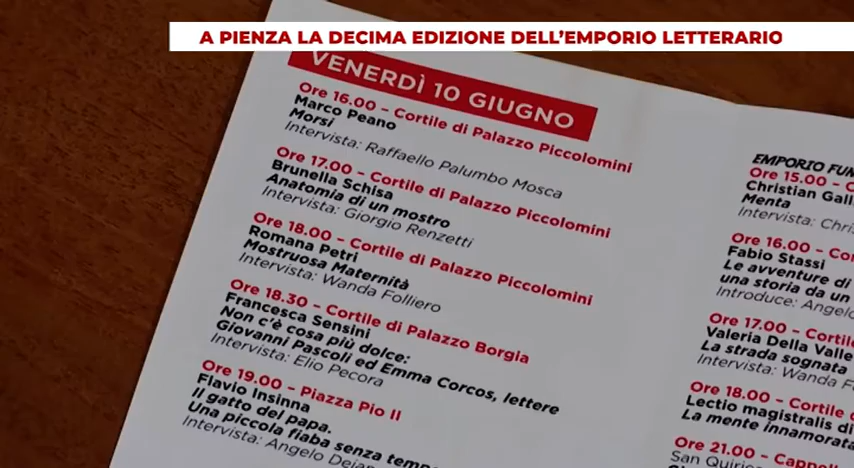 A PIENZA LA DECIMA EDIZIONE DELL'EMPORIO LETTERARIO
VENERDÌ 10 GIUGNO
Ore 16.00 – Cortile di Palazzo Piccolomini
Marco Peano
Morsi
Intervista: Raffaello Palumbo Mosca
Ore 17.00 – Cortile di Palazzo Piccolomini
Brunella Schisa
Anatomia di un mostro
Intervista: Giorgio Renzetti
Ore 18.00 – Cortile di Palazzo Piccolomini
Romana Petri
Mostruosa Maternità
Intervista: Wanda Folliero
Ore 18.30 – Cortile di Palazzo Borgia
Francesca Sensini
Non c'è cosa più dolce:
Giovanni Pascoli ed Emma Corcos, lettere
Intervista: Elio Pecora
Ore 19.00 – Piazza Pio II
Flavio Insinna
Il gatto del papa.
Una piccola fiaba senza
Intervista: Angelo
EMPORIO
Ore 15.00 –
Christian
Menta
Intervista:
Ore 16.00 –
Fabio Stassi
Le avventure di
una storia da un
Introduce:
Ore 17.00 –
Valeria Della Valle
La strada sognata
Intervista: Wanda
Ore 18.00 –
Lectio magistralis di
La mente
Ore 21.00 –
San